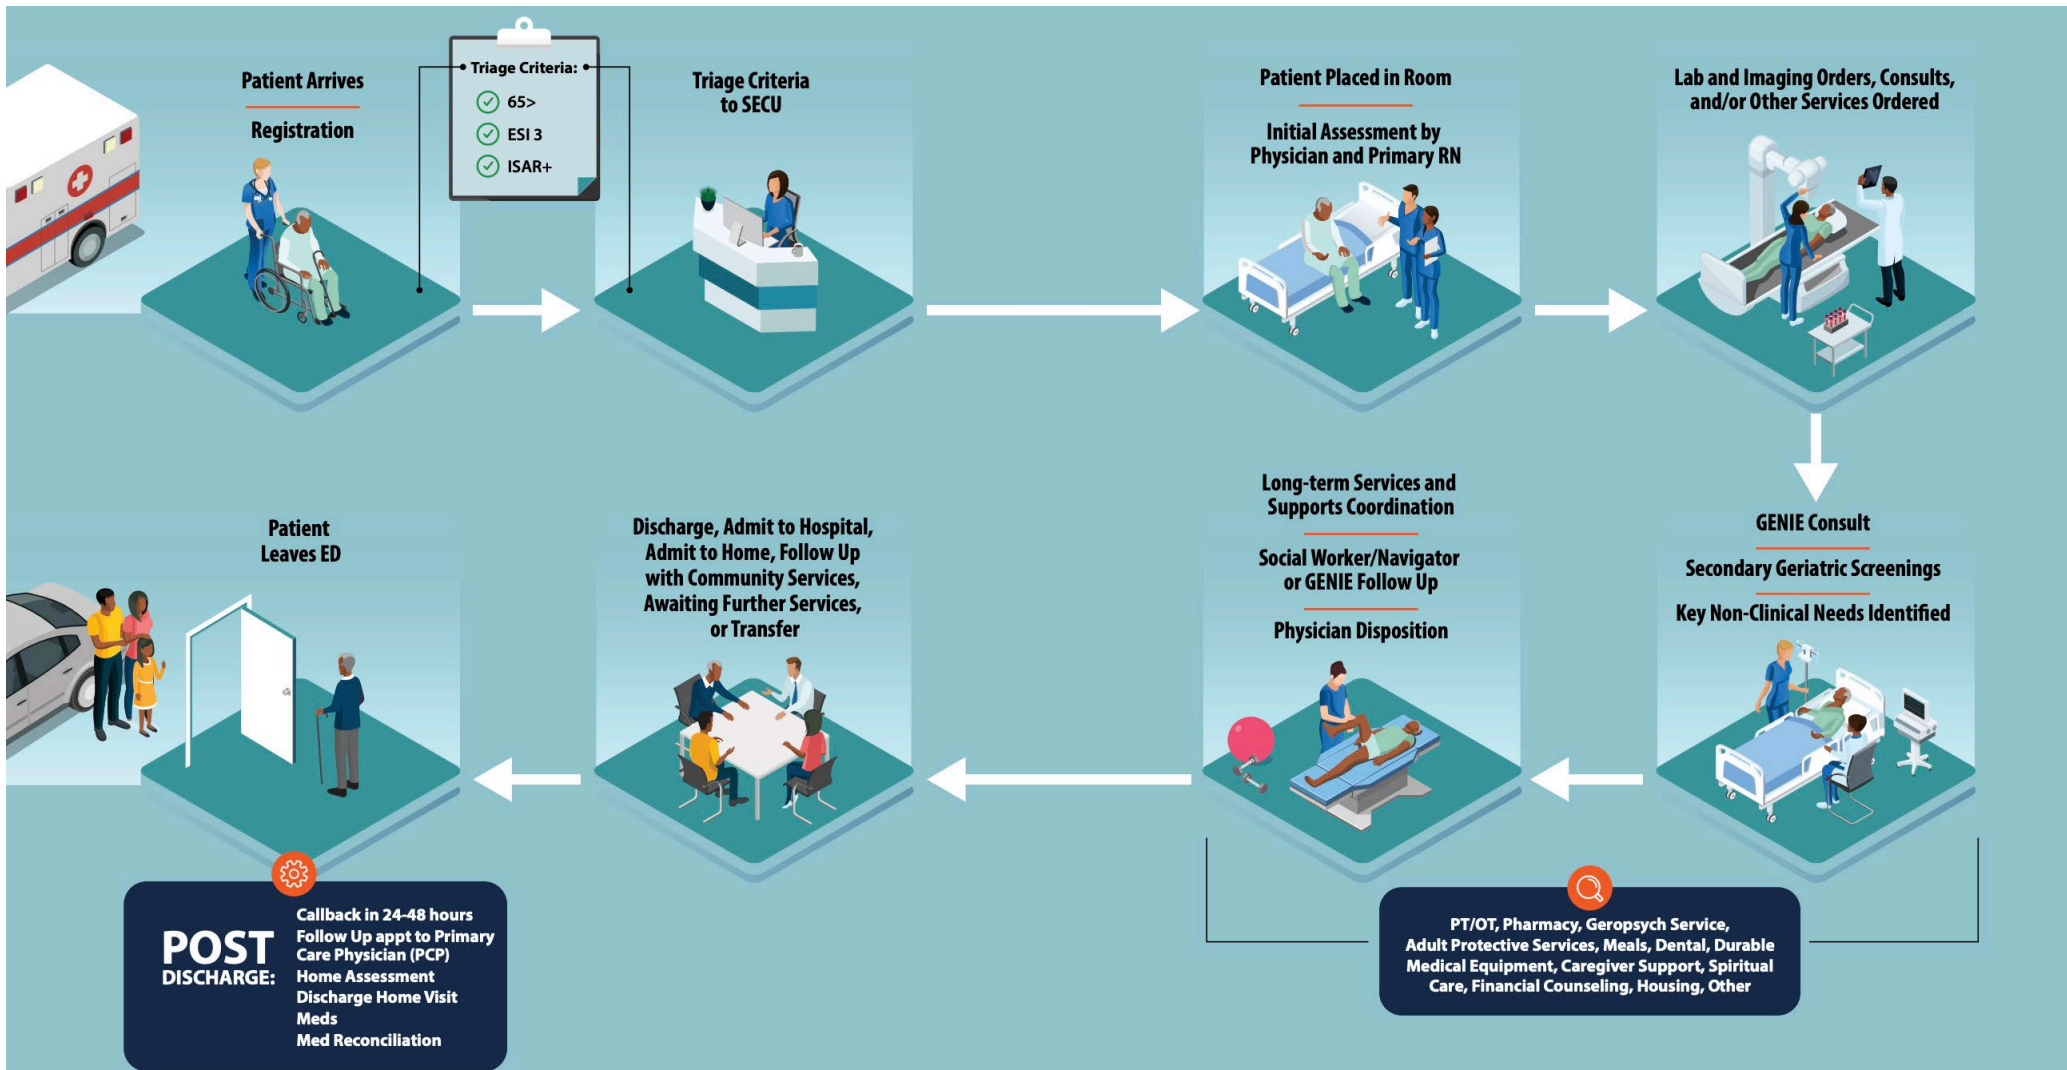 Patient Arrives
Registration
Triage Criteria:
65>
ESI 3
ISAR+
Triage Criteria
to SECU
Patient Placed in Room
Initial Assessment by
Physician and Primary RN
Lab and Imaging Orders, Consults,
and/or Other Services Ordered
GENIE Consult
Secondary Geriatric Screenings
Key Non-Clinical Needs Identified
Long-term Services and
Supports Coordination
Social Worker/Navigator
or GENIE Follow Up
Physician Disposition
PT/OT, Pharmacy, Geropsych Service,
Adult Protective Services, Meals, Dental, Durable
Medical Equipment, Caregiver Support, Spiritual
Care, Financial Counseling, Housing, Other
Discharge, Admit to Hospital,
Admit to Home, Follow Up
with Community Services,
Awaiting Further Services,
or Transfer
Patient
Leaves ED
POST
DISCHARGE:
Callback in 24-48 hours
Follow Up appt to Primary
Care Physician (PCP)
Home Assessment
Discharge Home Visit
Meds
Med Reconciliation